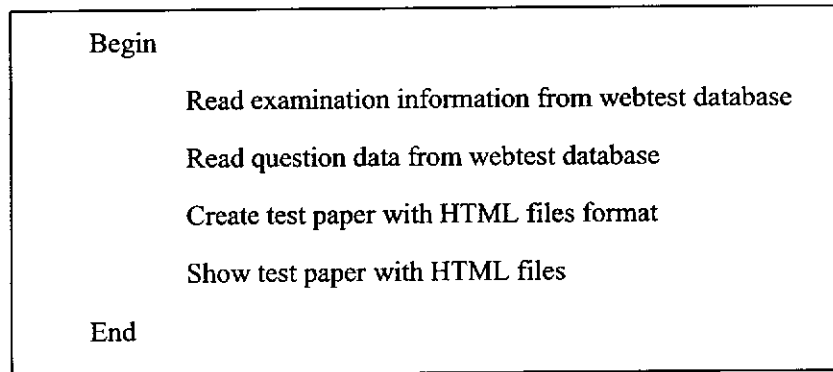 Begin
Read examination information from webtest database
Read question data from webtest database
Create test paper with HTML files format
Show test paper with HTML files
End